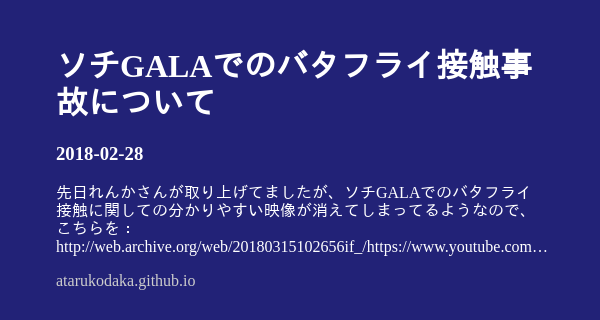 ソチGALAでのバタフライ接触事
故について
2018-02-28
先日れんかさんが取り上げてましたが、ソチGALAでのバタフライ
接触に関しての分かりやすい映像が消えてしまってるようなので、
こちらを：
http://web.archive.org/web/20180315102656if_/https://www.youtube.com…
atarukodaka.github.io